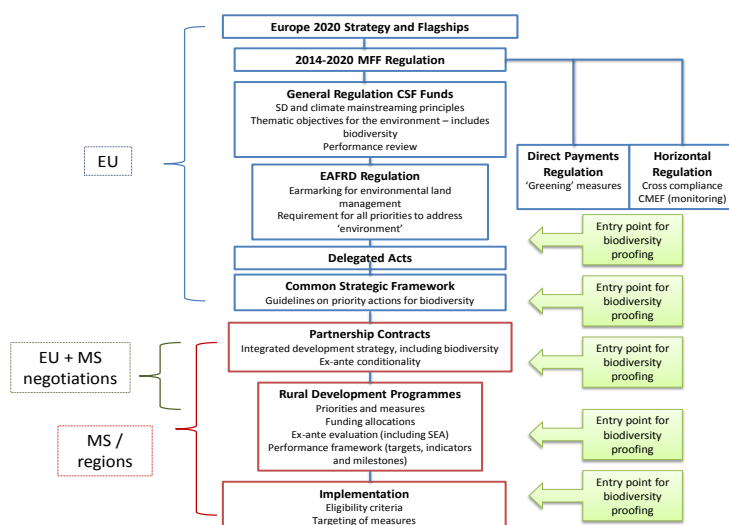 Europe 2020 Strategy and Flagships
2014-2020 MFF Regulation
General Regulation CSF Funds
SD and climate mainstreaming principles
Thematic objectives for the environment – includes
biodiversity
Performance review
EU
Direct Payments
Regulation
'Greening' measures
Horizontal
Regulation
Cross compliance
CMEF (monitoring)
EAFRD Regulation
Earmarking for environmental land
management
Requirement for all priorities to address
'environment'
Entry point for
biodiversity
proofing
Delegated Acts
Common Strategic Framework
Guidelines on priority actions for biodiversity
Entry point for
biodiversity
proofing
Partnership Contracts
Integrated development strategy, including biodiversity
Ex-ante conditionality
Entry point for
biodiversity
proofing
EU + MS
negotiations
Rural Development Programmes
Priorities and measures
Funding allocations
Ex-ante evaluation (including SEA)
Performance framework (targets, indicators
and milestones)
Entry point for
biodiversity
proofing
MS /
regions
Implementation
Eligibility criteria
Targeting of measures
Entry point for
biodiversity
proofing